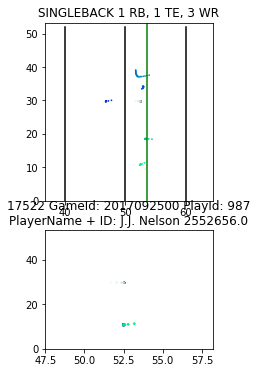 SINGLEBACK 1 RB, 1 TE, 3 WR
50
40
30
20
10
0
40 50 60
17522 GameId: 2017092500 PlayId: 987
PlayerName + ID: J.J. Nelson 2552656.0
40
20
0
47.5 50.0 52.5 55.0 57.5